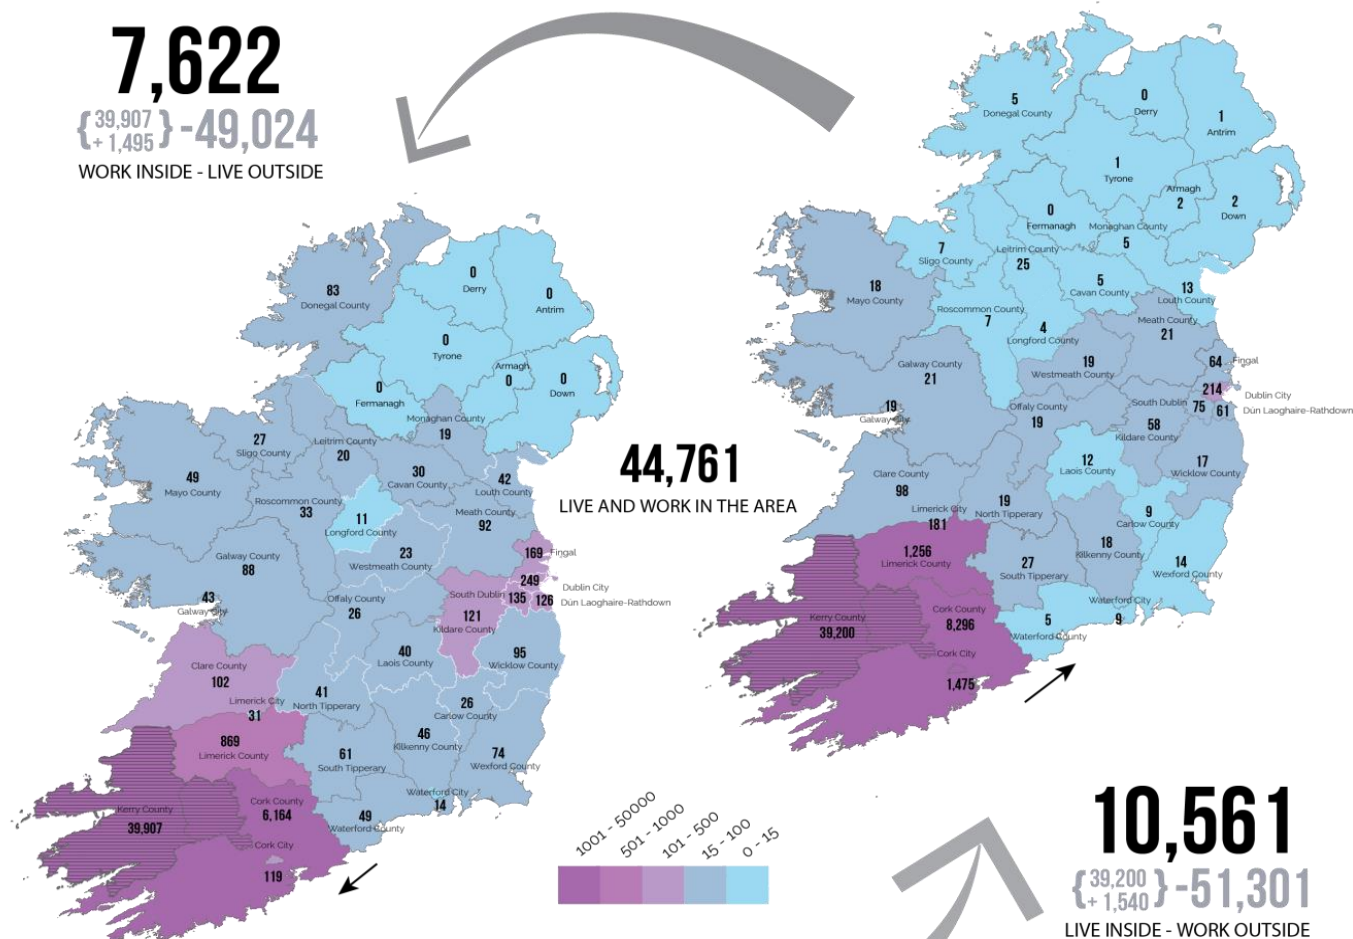 7,622
{39,907
+ 1,495} -49,024
WORK INSIDE - LIVE OUTSIDE
83
Donegal County
0
Derry
0
Antrim
0
Tyrone
Armagh
0
0
Down
0
Fermanagh
Monaghan County
19
27
Sligo County
Leitrim County
20
30
Cavan County
42
Louth County
49
Mayo County
Roscommon County
33
11
Longford County
Meath County
92
Galway County
88
23
Westmeath County
169 Fingal
249
Dublin City
South Dublin 135 126 Dún Laoghaire-Rathdown
43
Galway City
Offaly County
26
121
Kildare County
Clare County
102
40
Laois County
95
Wicklow County
Limerick City
31
41
North Tipperary
26
Carlow County
869
Limerick County
46
Kilkenny County
61
South Tipperary
74
Wexford County
Kerry County
39,907
Cork County
6,164
Waterford City
14
49
Waterford County
Cork City
119
44,761
LIVE AND WORK IN THE AREA
5
Donegal County
0
Derry
1
Antrim
1
Tyrone
Armagh
2
2
Down
0
Fermanagh
Monaghan County
5
7
Sligo County
Leitrim County
25
5
Cavan County
13
Louth County
18
Mayo County
Roscommon County
7
4
Longford County
Meath County
21
Galway County
21
19
Westmeath County
64 Fingal
214
Dublin City
South Dublin 75 61 Dún Laoghaire-Rathdown
19
Galway City
Offaly County
19
58
Kildare County
Clare County
98
12
Laois County
17
Wicklow County
Limerick City
181
19
North Tipperary
9
Carlow County
1,256
Limerick County
18
Kilkenny County
27
South Tipperary
14
Wexford County
Kerry County
39,200
Cork County
8,296
Waterford City
9
5
Waterford County
Cork City
1,475
1001 - 50000
501 - 1000
101 - 500
15 - 100
0 - 15
10,561
{39,200
+ 1,540} -51,301
LIVE INSIDE - WORK OUTSIDE